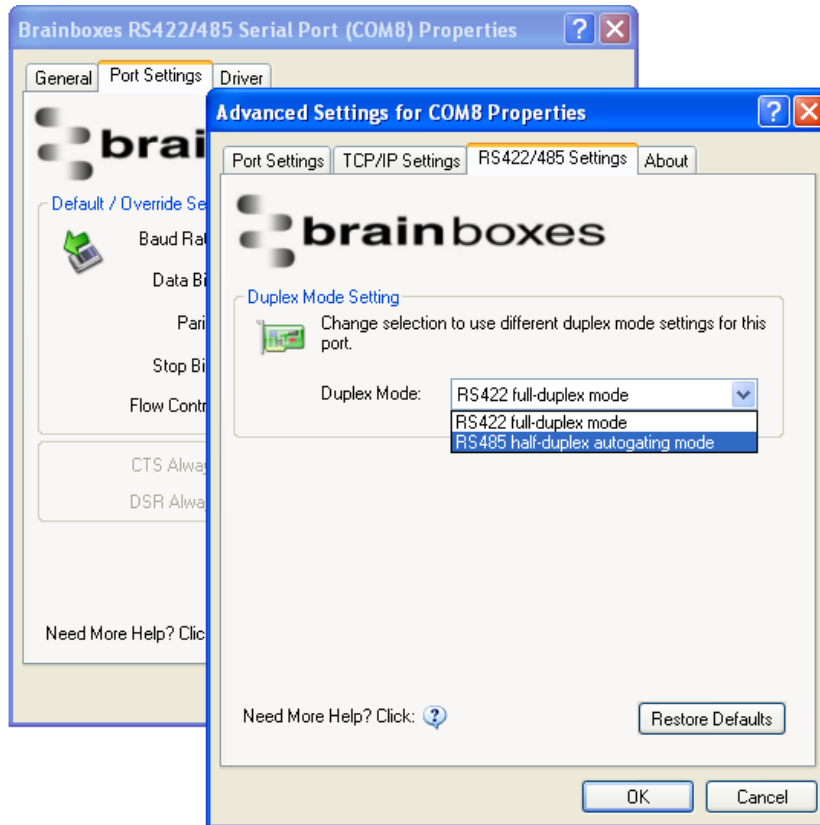 Brainboxes RS422/485 Serial Port (COM8) Properties
General Port Settings Driver
brai
Default / Override Se
Baud Rat
Data Bi
Pari
Stop Bi
Flow Contr
CTS Alway
DSR Alwa
Need More Help? Clic
Advanced Settings for COM8 Properties
Port Settings TCP/IP Settings RS422/485 Settings About
brainboxes
Duplex Mode Setting
Change selection to use different duplex mode settings for this
port.
Duplex Mode: RS422 full-duplex mode
RS422 full-duplex mode
RS485 half-duplex autogating mode
Need More Help? Click: ?
Restore Defaults
OK Cancel